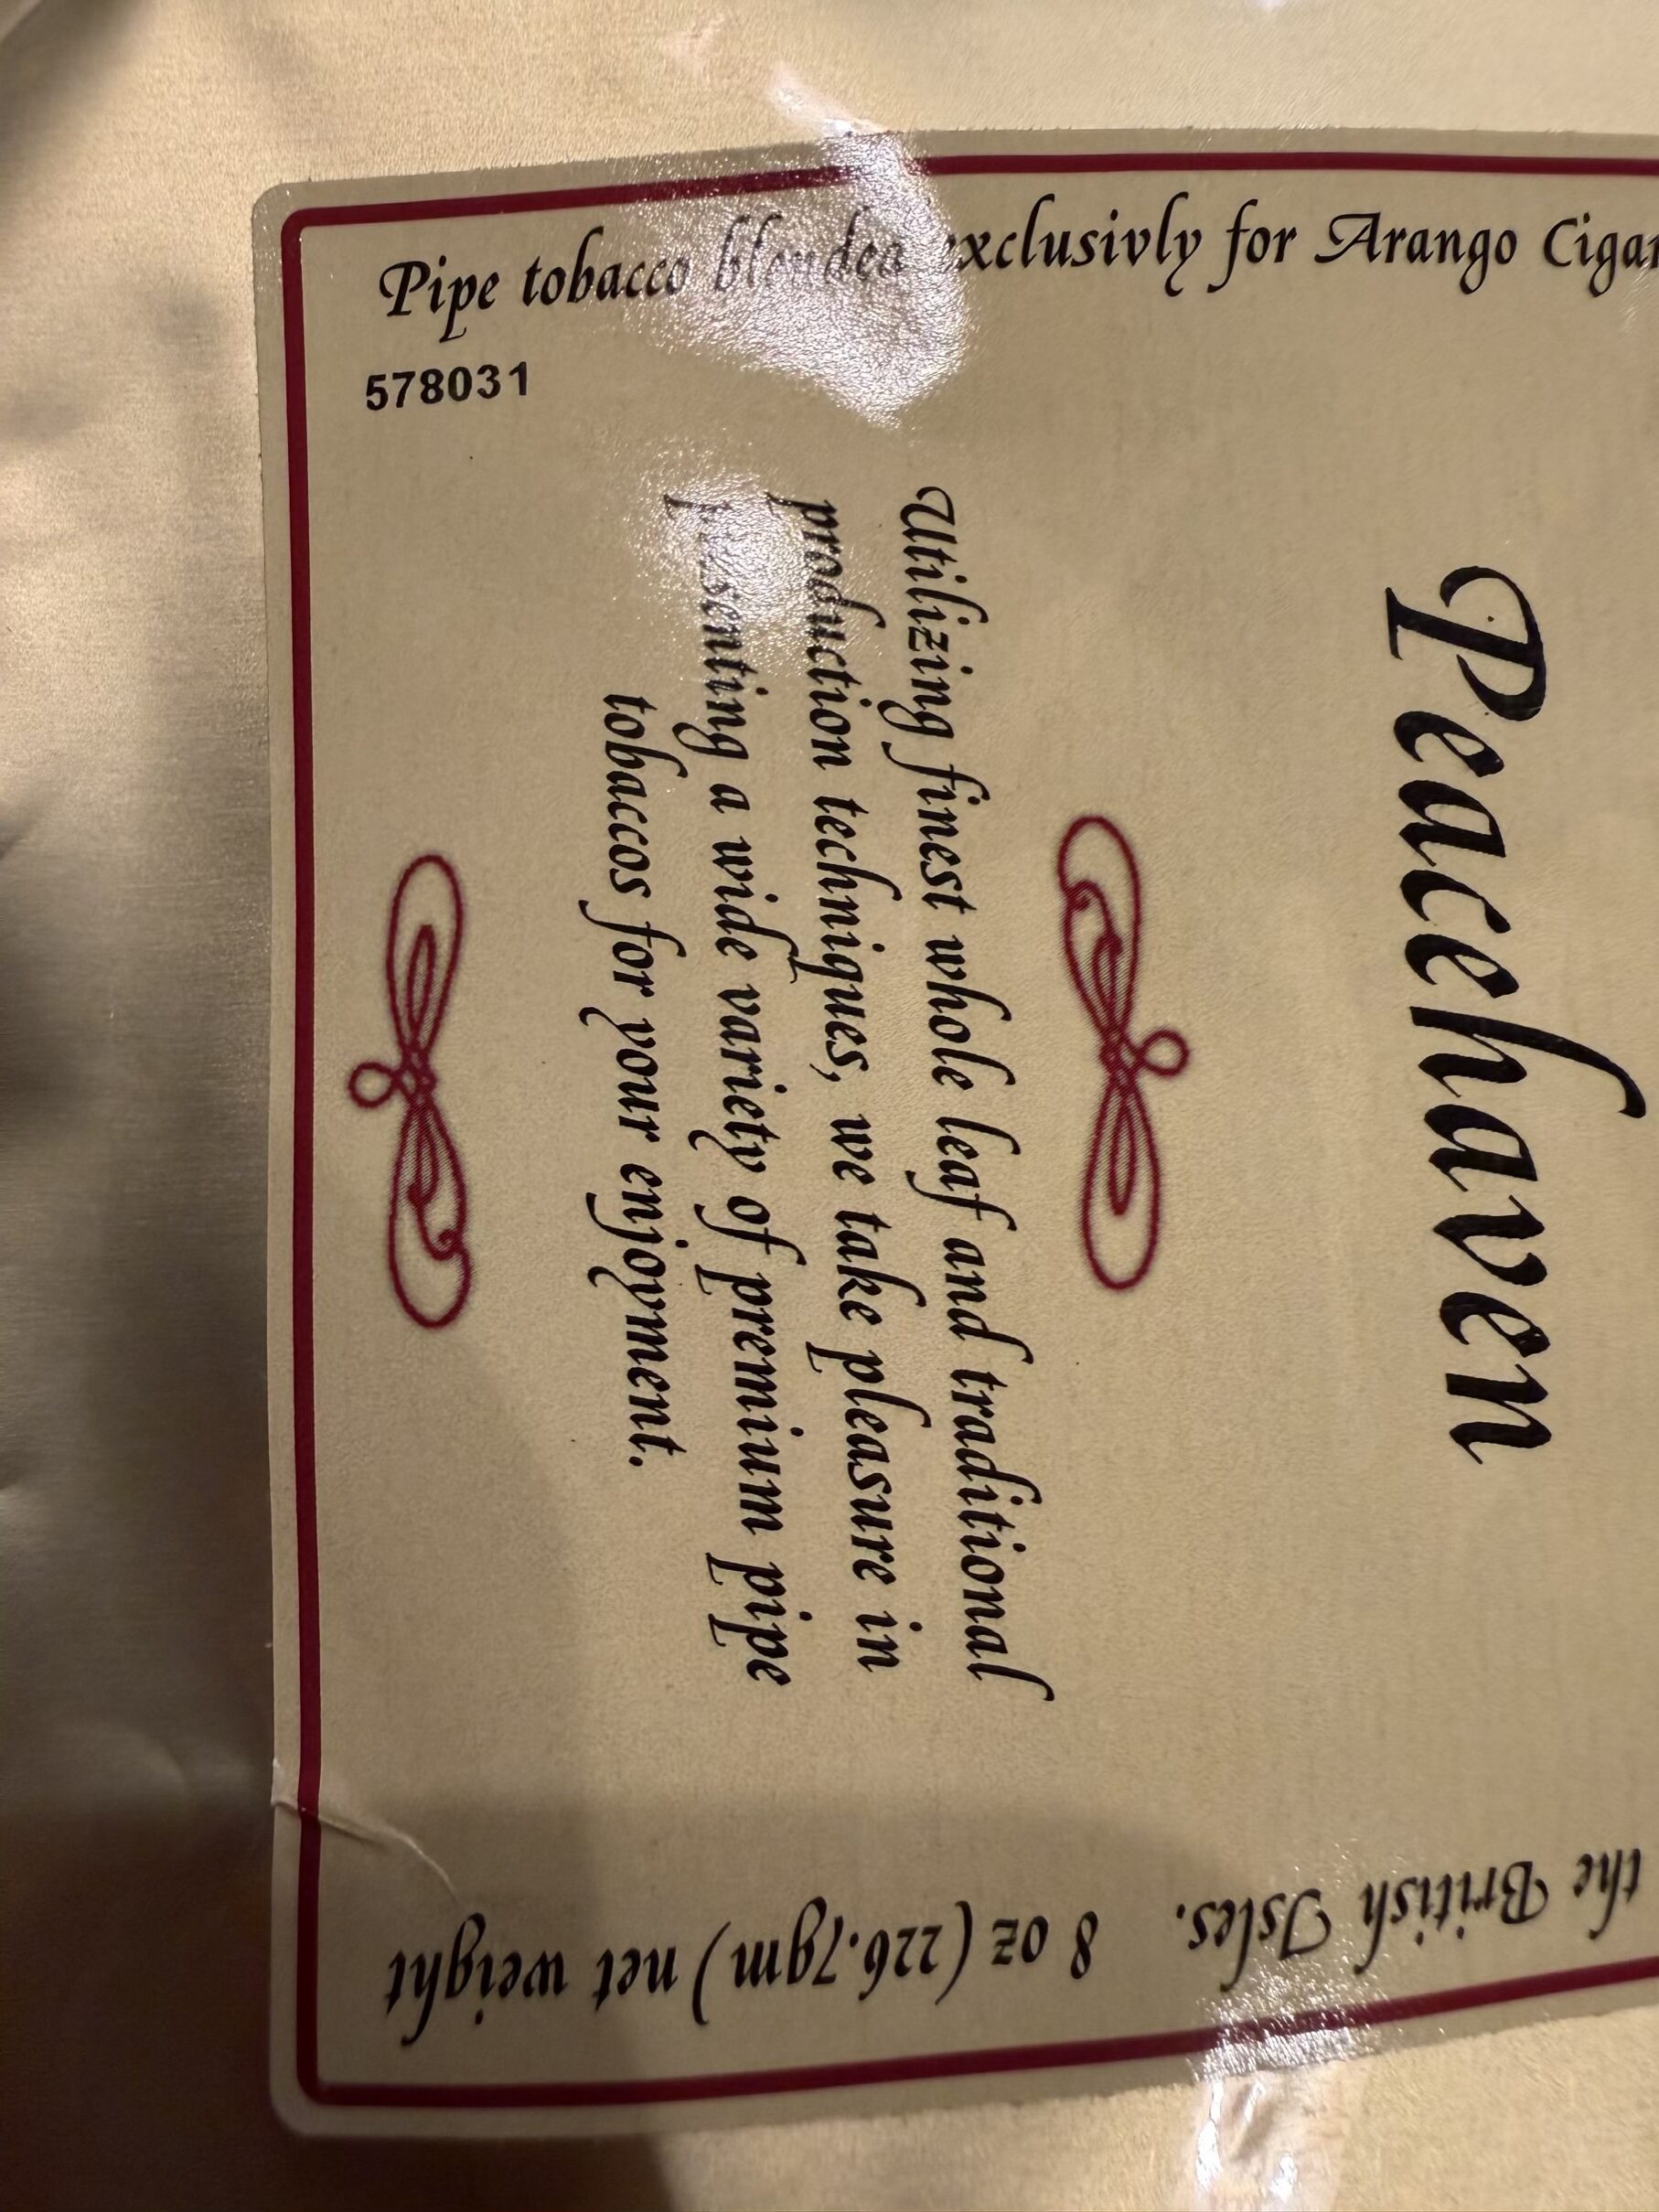 Pipe tobacco blended exclusivly for Arango Cigar
578031
Peacehaven
Utilizing finest whole leaf and traditional
production techniques, we take pleasure in
presenting a wide variety of premium pipe
tobaccos for your enjoyment.
the British Isles. 8 oz (226.7gm) net weight